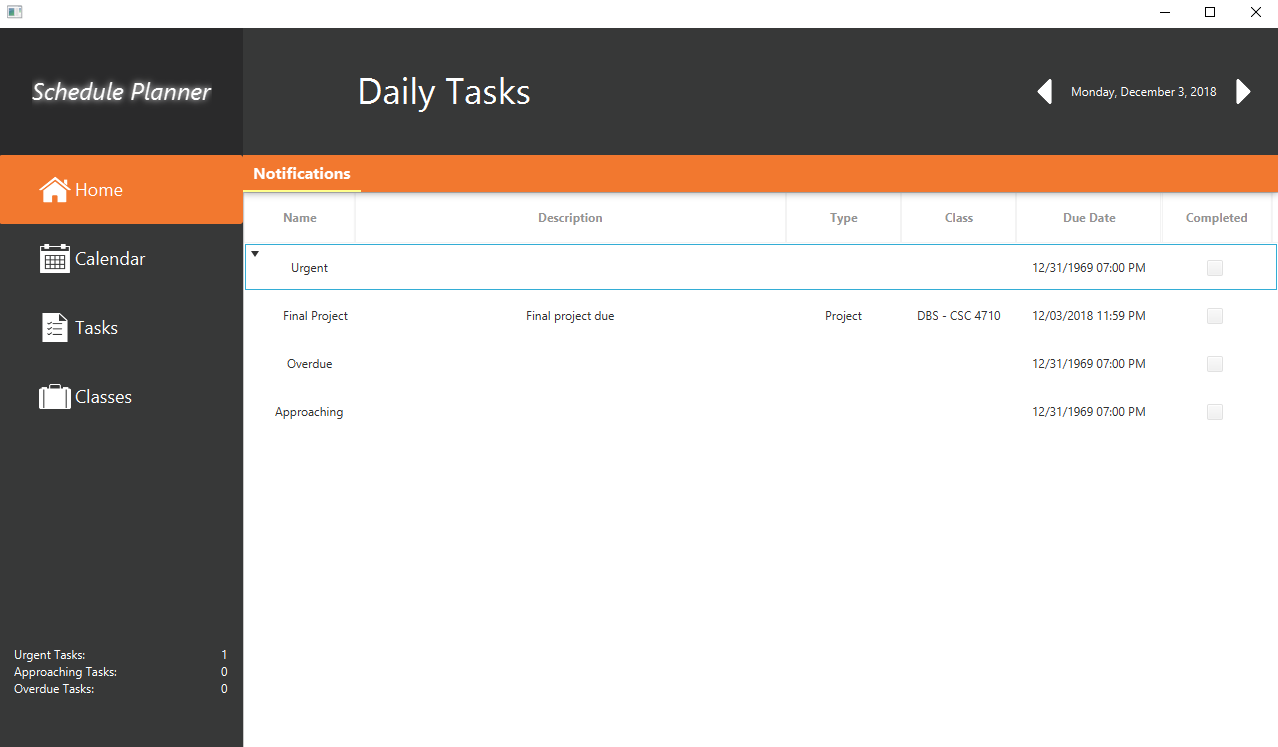 Schedule Planner
Daily Tasks
Monday, December 3, 2018
Home
Calendar
Tasks
Classes
Notifications
Name Description Type Class Due Date Completed
Urgent 12/31/1969 07:00 PM
Final Project Final project due Project DBS - CSC 4710 12/03/2018 11:59 PM
Overdue 12/31/1969 07:00 PM
Approaching 12/31/1969 07:00 PM
Urgent Tasks: 1
Approaching Tasks: 0
Overdue Tasks: 0